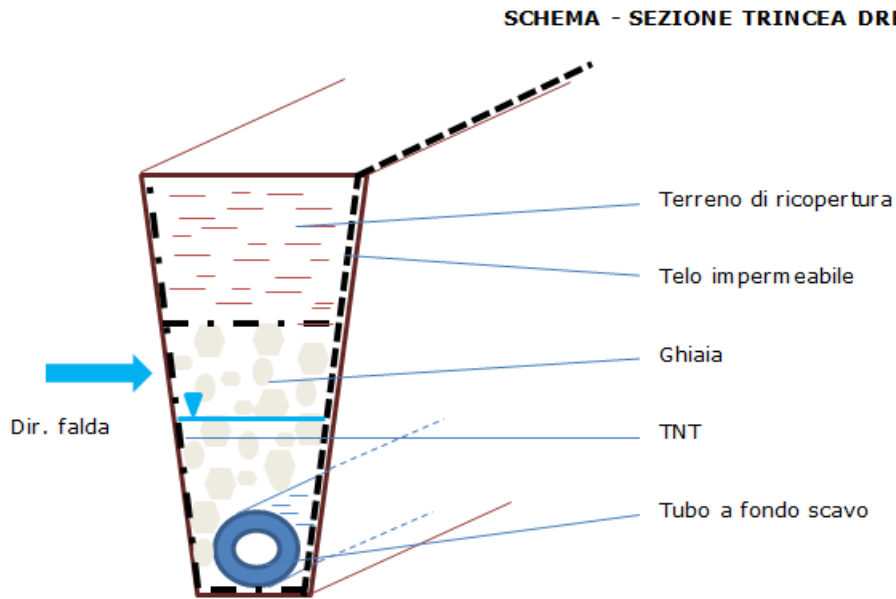 SCHEMA - SEZIONE TRINCEA DRE
Terreno di ricopertura
Telo impermeabile
Ghiaia
Dir. falda
TNT
Tubo a fondo scavo